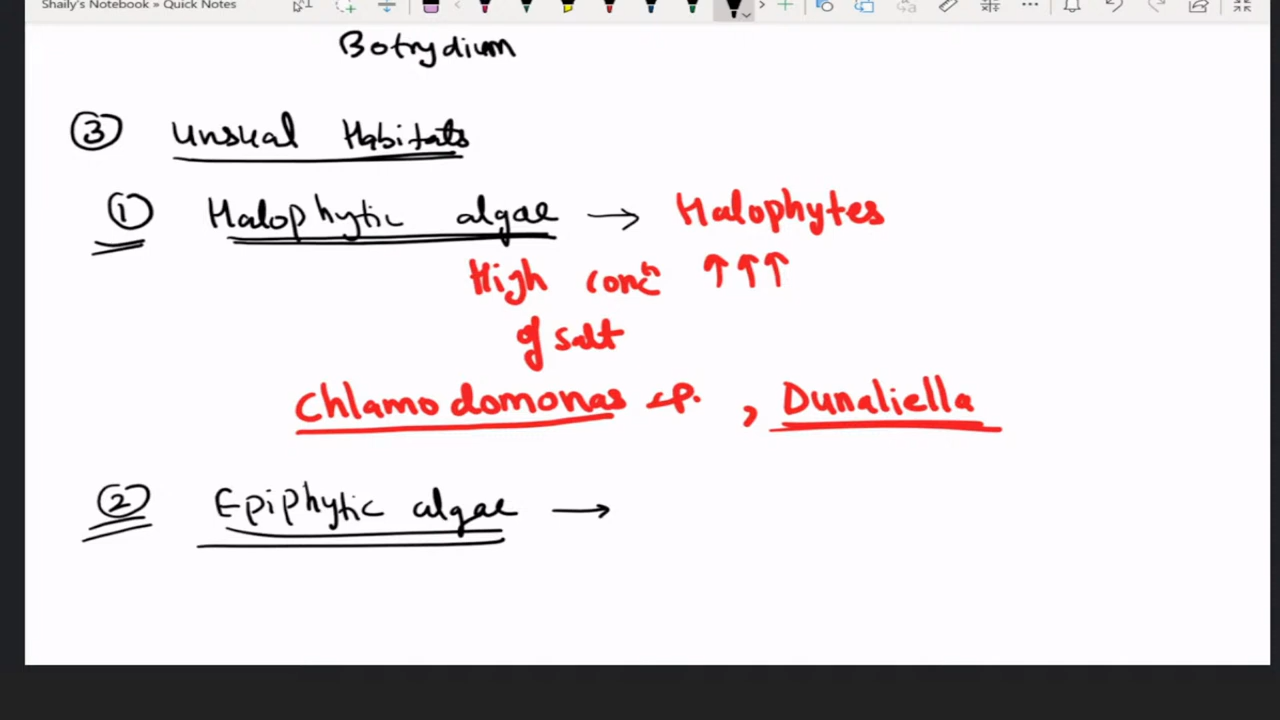 Shaily's Notebook » Quick Notes
Botrydium
③ Unsual Habitats
① Halophytic algae → Halophytes
High concⁿ ↑↑↑
of salt
Chlamodomonas sp. , Dunaliella
② Epiphytic algae →